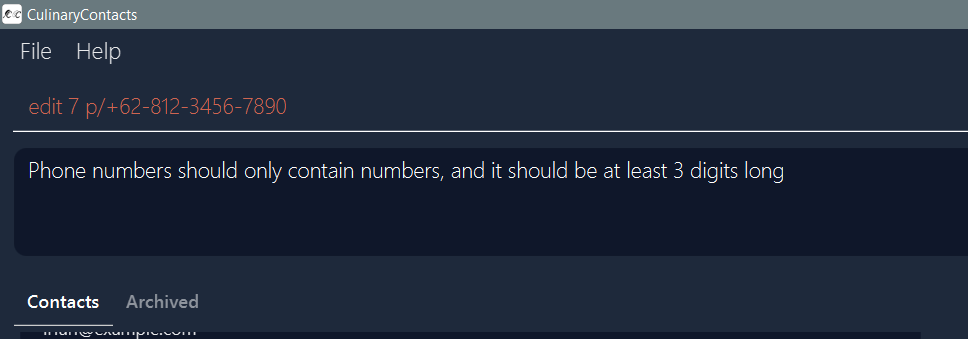 CulinaryContacts
File Help
edit 7 p/+62-812-3456-7890
Phone numbers should only contain numbers, and it should be at least 3 digits long
Contacts Archived